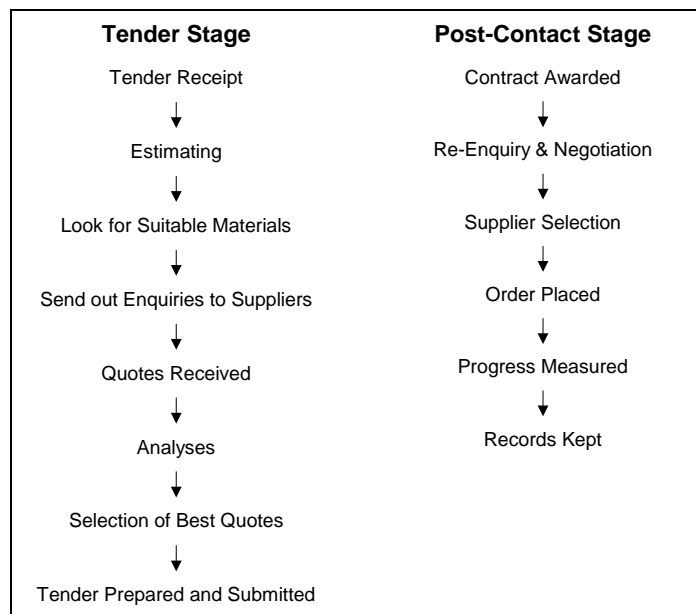 Tender Stage
Tender Receipt
Estimating
Look for Suitable Materials
Send out Enquiries to Suppliers
Quotes Received
Analyses
Selection of Best Quotes
Tender Prepared and Submitted
Post-Contact Stage
Contract Awarded
Re-Enquiry & Negotiation
Supplier Selection
Order Placed
Progress Measured
Records Kept